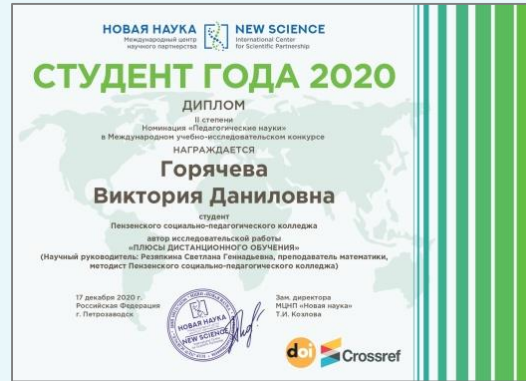 НОВАЯ НАУКА
Международный центр
научного партнерства
NEW SCIENCE
International Center
for Scientific Partnership
СТУДЕНТ ГОДА 2020
ДИПЛОМ
II степени
Номинация «Педагогические науки»
в Международном учебно-исследовательском конкурсе
НАГРАЖДАЕТСЯ
Горячева
Виктория Даниловна
студент
Пензенского социально-педагогического колледжа
автор исследовательской работы
«ПЛЮСЫ ДИСТАНЦИОННОГО ОБУЧЕНИЯ»
(Научный руководитель: Резяпкина Светлана Геннадьевна, преподаватель математики,
методист Пензенского социально-педагогического колледжа)
17 декабря 2020 г.
Российская Федерация
г. Петрозаводск
НОВАЯ НАУКА
NEW SCIENCE
Зам. директора
МЦНП «Новая наука»
Т.И. Козлова
doi
Crossref